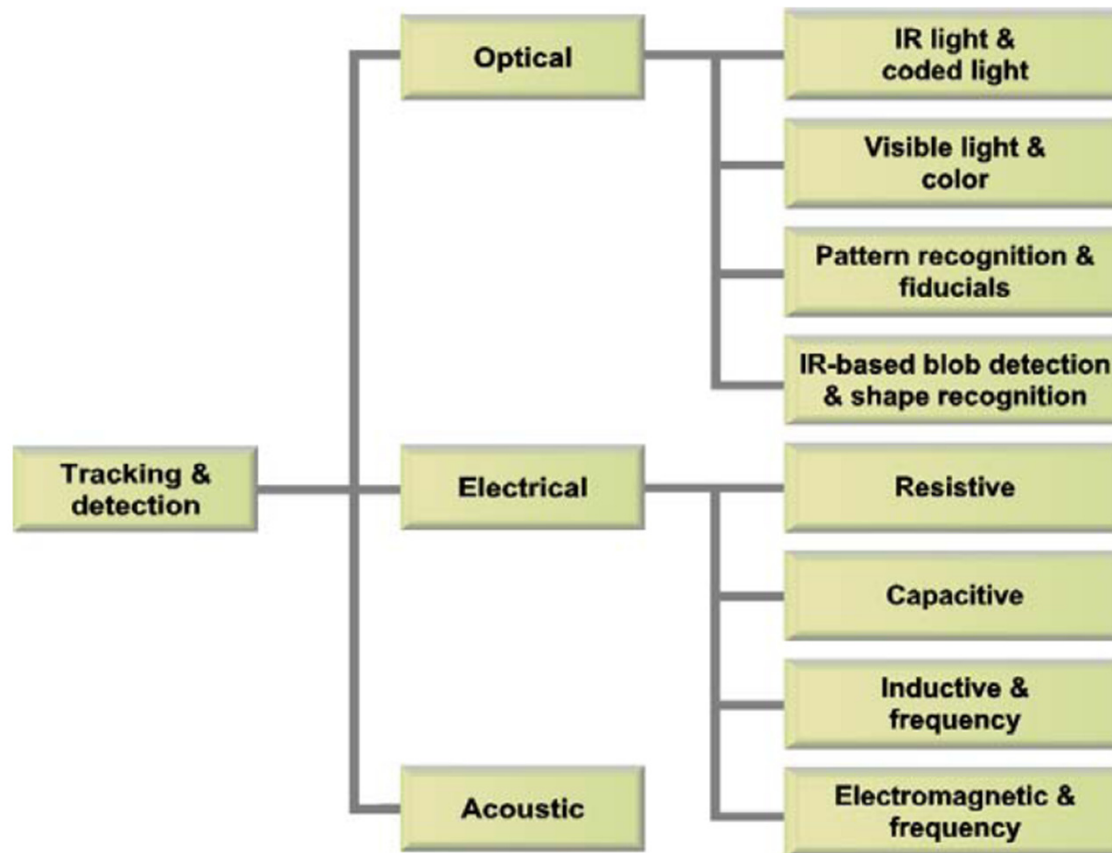 Tracking &
detection
Optical
IR light &
coded light
Visible light &
color
Pattern recognition &
fiducials
IR-based blob detection
& shape recognition
Electrical
Resistive
Capacitive
Inductive &
frequency
Electromagnetic &
frequency
Acoustic